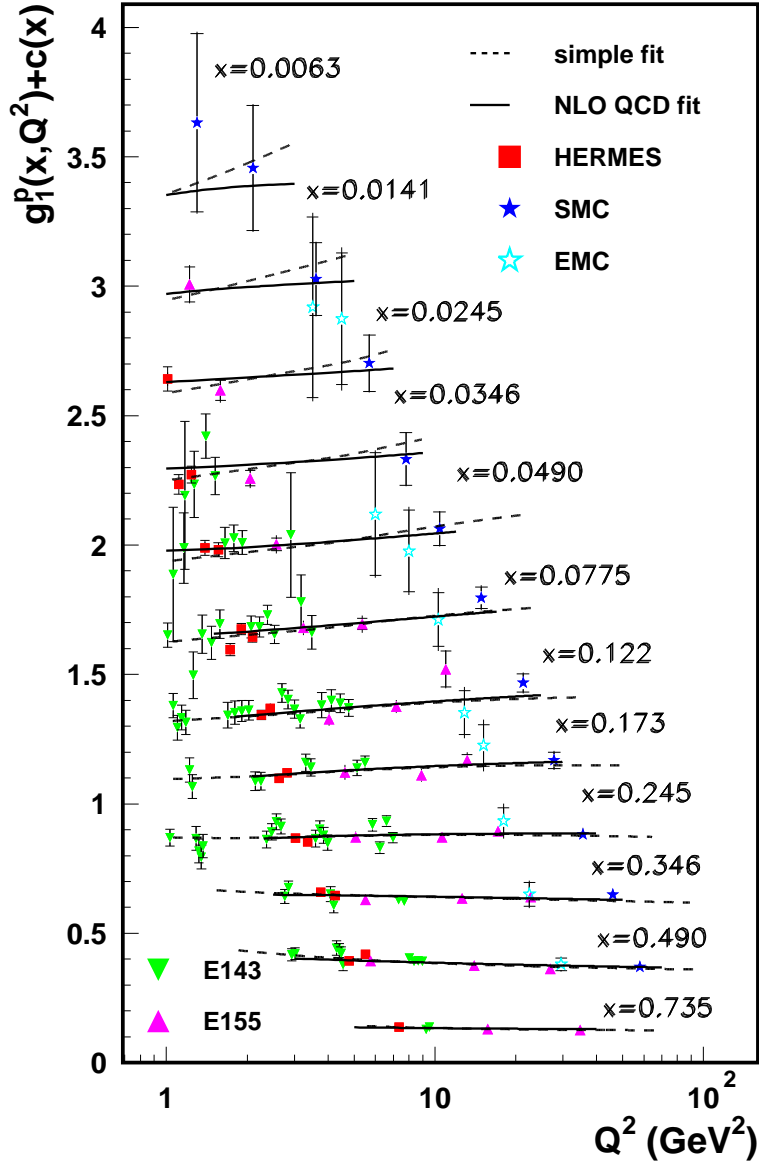 g₁ᵖ(x,Q²)+c(x)
4
3.5
3
2.5
2
1.5
1
0.5
0
x=0.0063
x=0.0141
x=0.0245
x=0.0346
x=0.0490
x=0.0775
x=0.122
x=0.173
x=0.245
x=0.346
x=0.490
x=0.735
simple fit
NLO QCD fit
HERMES
SMC
EMC
E143
E155
1
10
10²
Q² (GeV²)